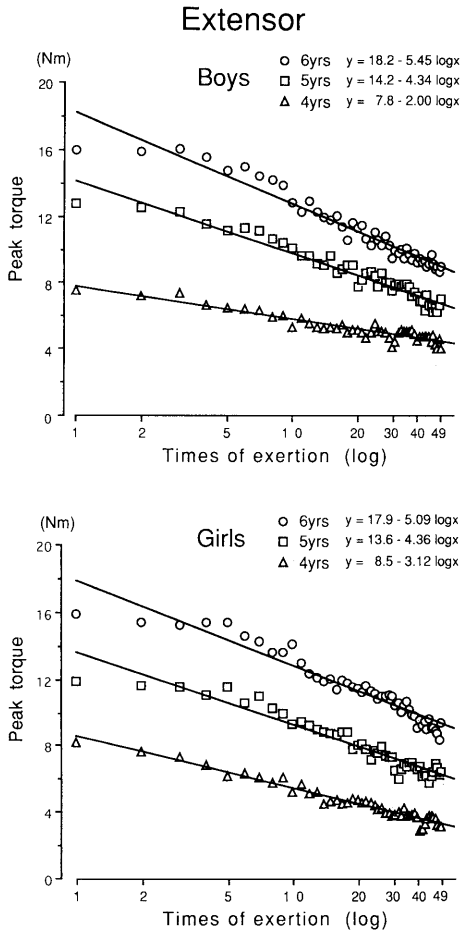 Extensor
(Nm)
Boys
○ 6yrs y = 18.2 - 5.45 logx
□ 5yrs y = 14.2 - 4.34 logx
△ 4yrs y = 7.8 - 2.00 logx
20
16
12
8
4
0
Peak torque
1 2 5 10 20 30 40 49
Times of exertion (log)
(Nm)
Girls
○ 6yrs y = 17.9 - 5.09 logx
□ 5yrs y = 13.6 - 4.36 logx
△ 4yrs y = 8.5 - 3.12 logx
20
16
12
8
4
0
Peak torque
1 2 5 10 20 30 40 49
Times of exertion (log)